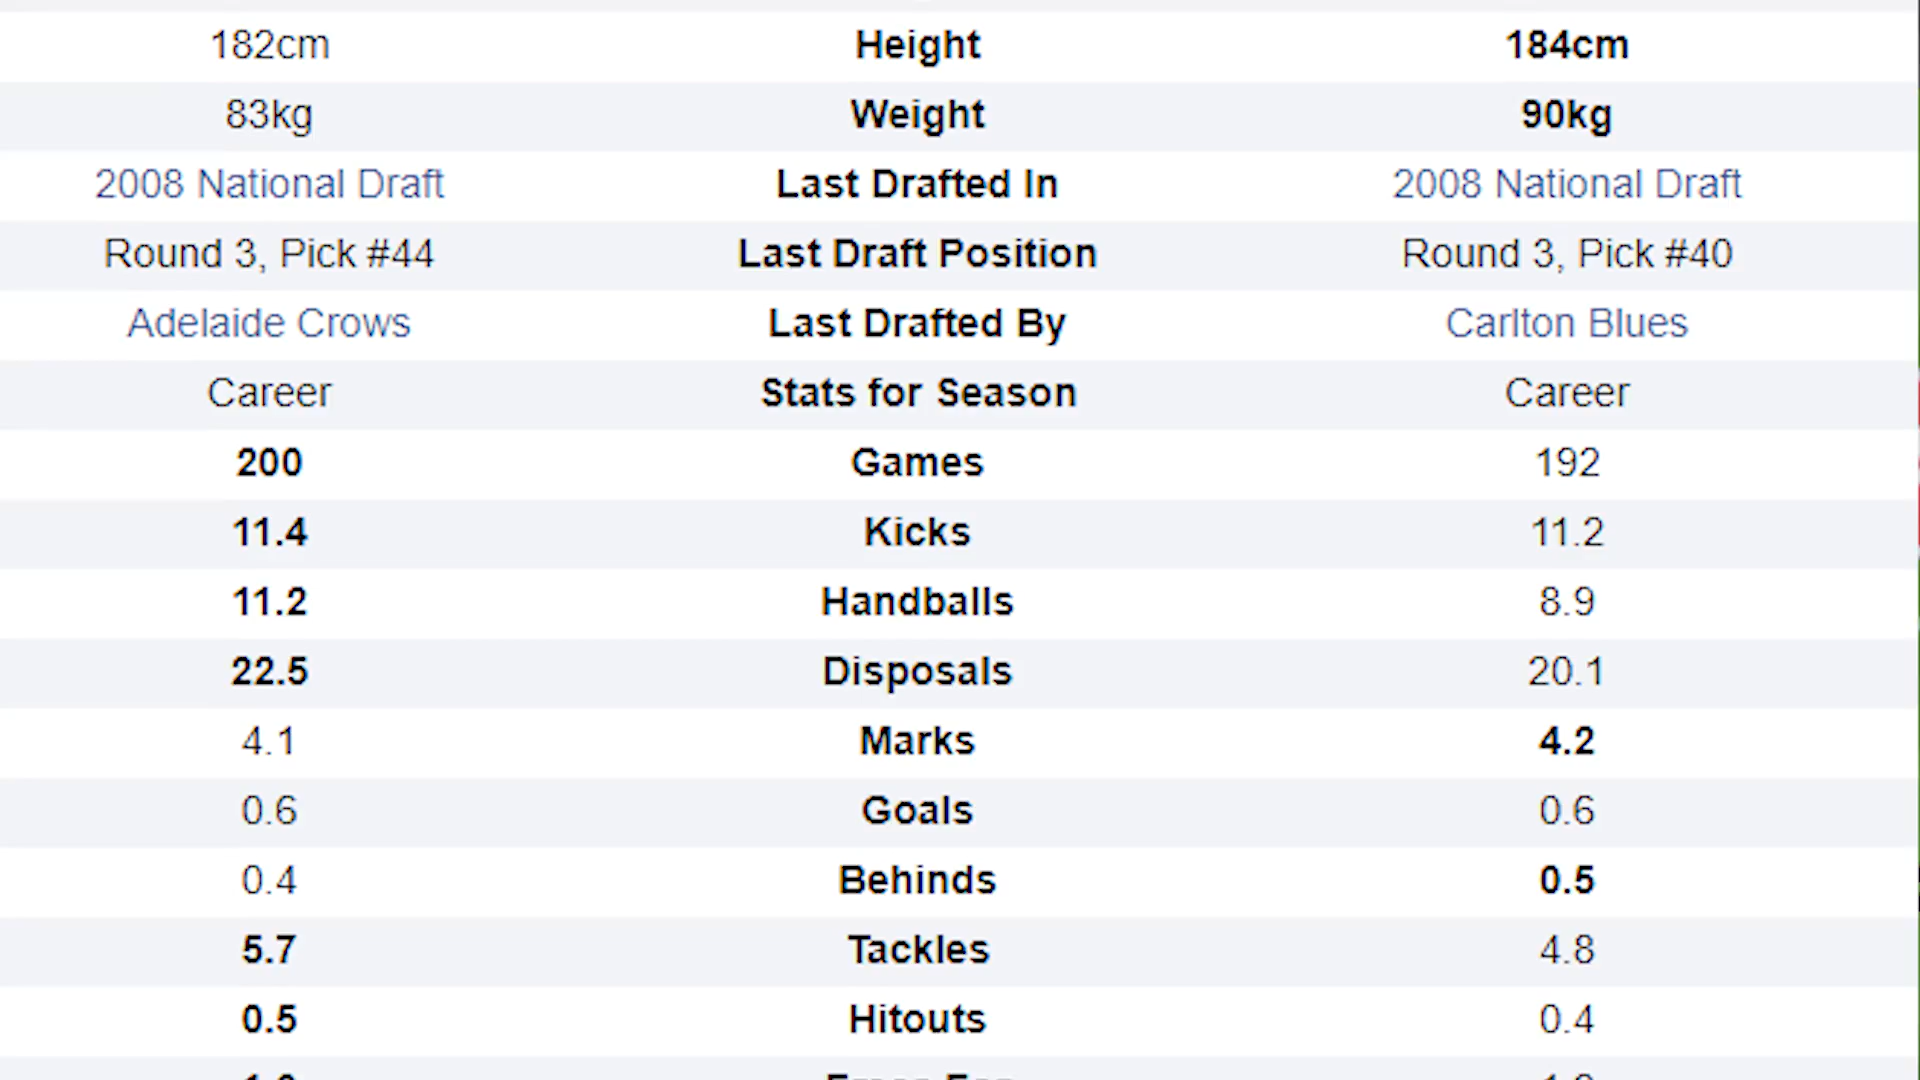 182cm Height 184cm
83kg Weight 90kg
2008 National Draft Last Drafted In 2008 National Draft
Round 3, Pick #44 Last Draft Position Round 3, Pick #40
Adelaide Crows Last Drafted By Carlton Blues
Career Stats for Season Career
200 Games 192
11.4 Kicks 11.2
11.2 Handballs 8.9
22.5 Disposals 20.1
4.1 Marks 4.2
0.6 Goals 0.6
0.4 Behinds 0.5
5.7 Tackles 4.8
0.5 Hitouts 0.4